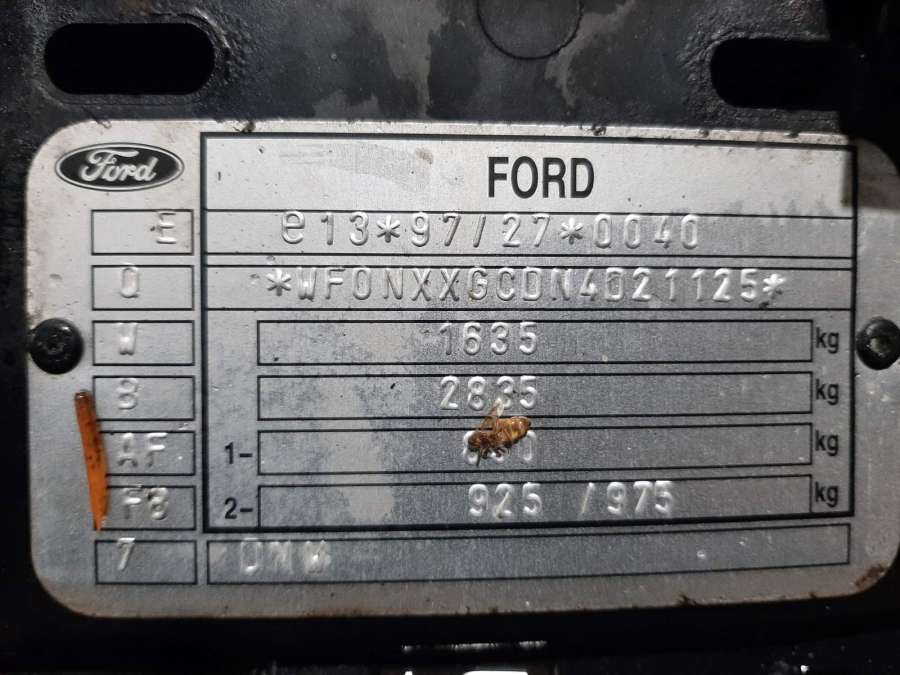 Ford
FORD
E e13*97/27*0040
Q *WF0NXXGCDN4D21125*
W 1635 kg
B 2835 kg
AF 1- kg
F8 2- 925 /975 kg
7